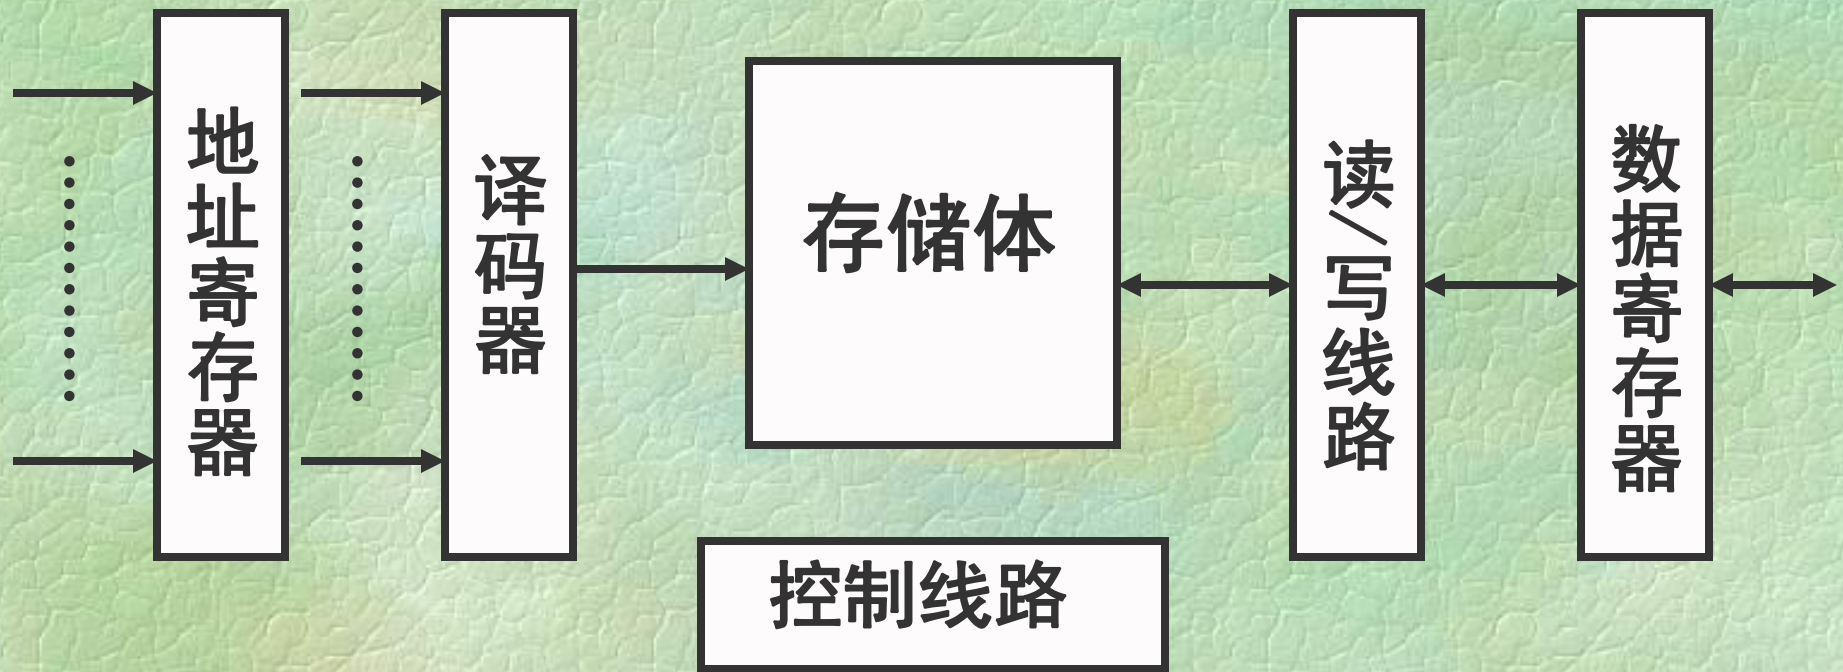 地址寄存器
译码器
存储体
读/写线路
数据寄存器
控制线路